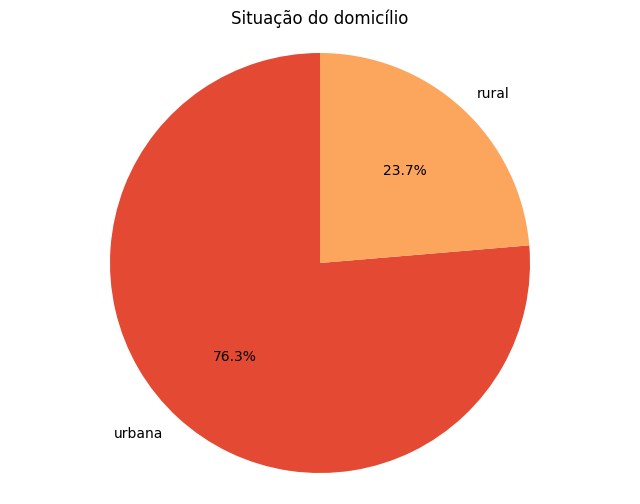 Situação do domicílio
rural
23.7%
76.3%
urbana